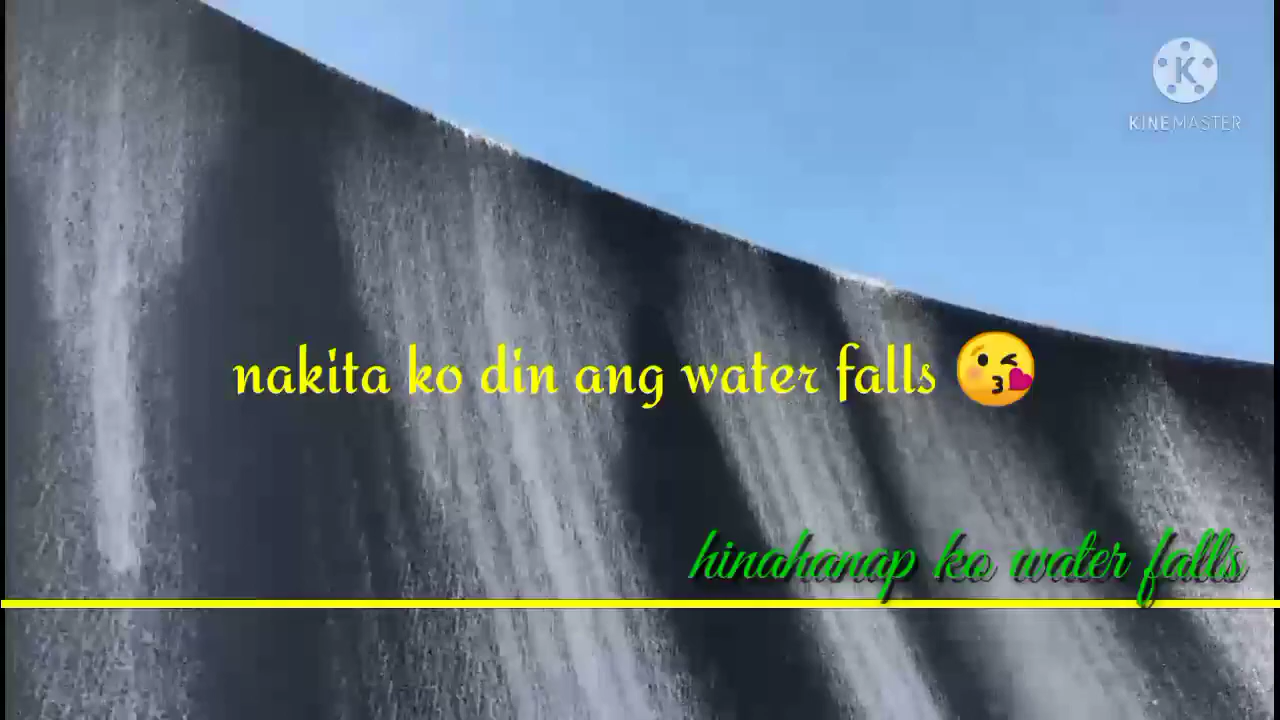 KINEMASTER
nakita ko din ang water falls 😘
hinahanap ko water falls